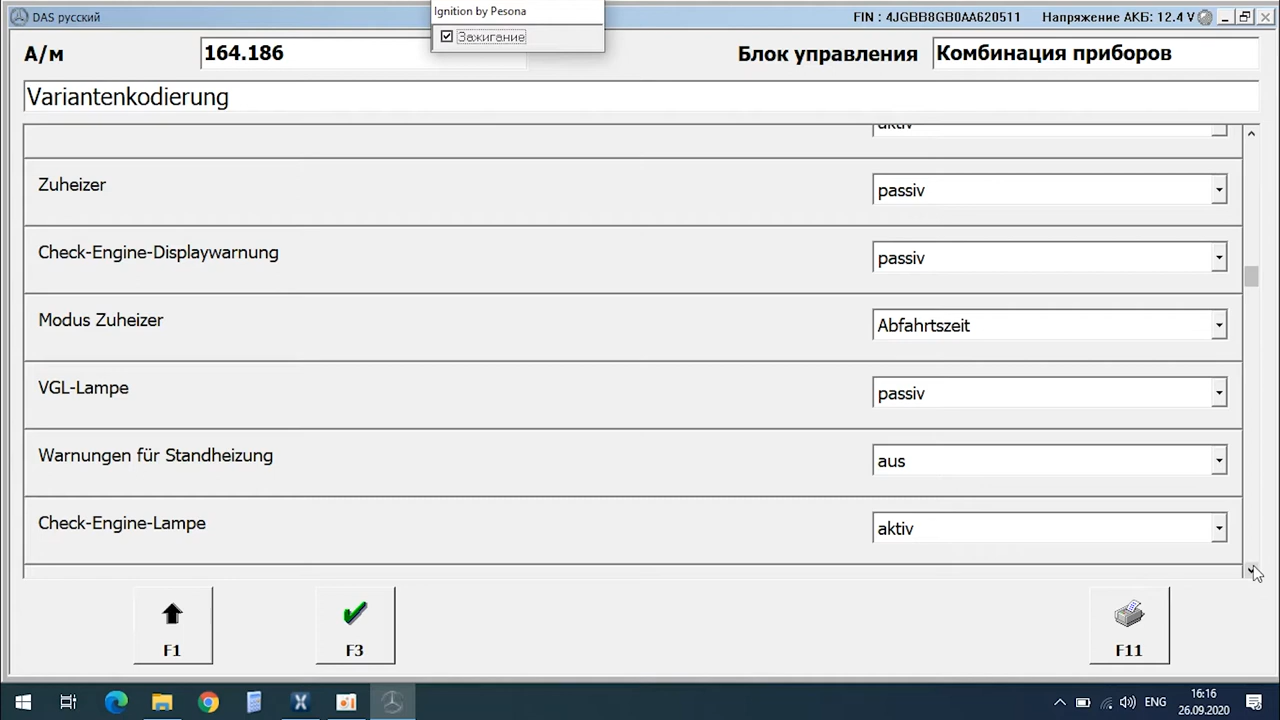 Ignition by Pesona
DAS русский
FIN : 4JGBB8GB0AA620511
Напряжение АКБ: 12.4 V
Зажигание
А/м
164.186
Блок управления
Комбинация приборов
Variantenkodierung
aktiv
Zuheizer
passiv
Check-Engine-Displaywarnung
passiv
Modus Zuheizer
Abfahrtszeit
VGL-Lampe
passiv
Warnungen für Standheizung
aus
Check-Engine-Lampe
aktiv
F1
F3
F11
ENG
16:16
26.09.2020